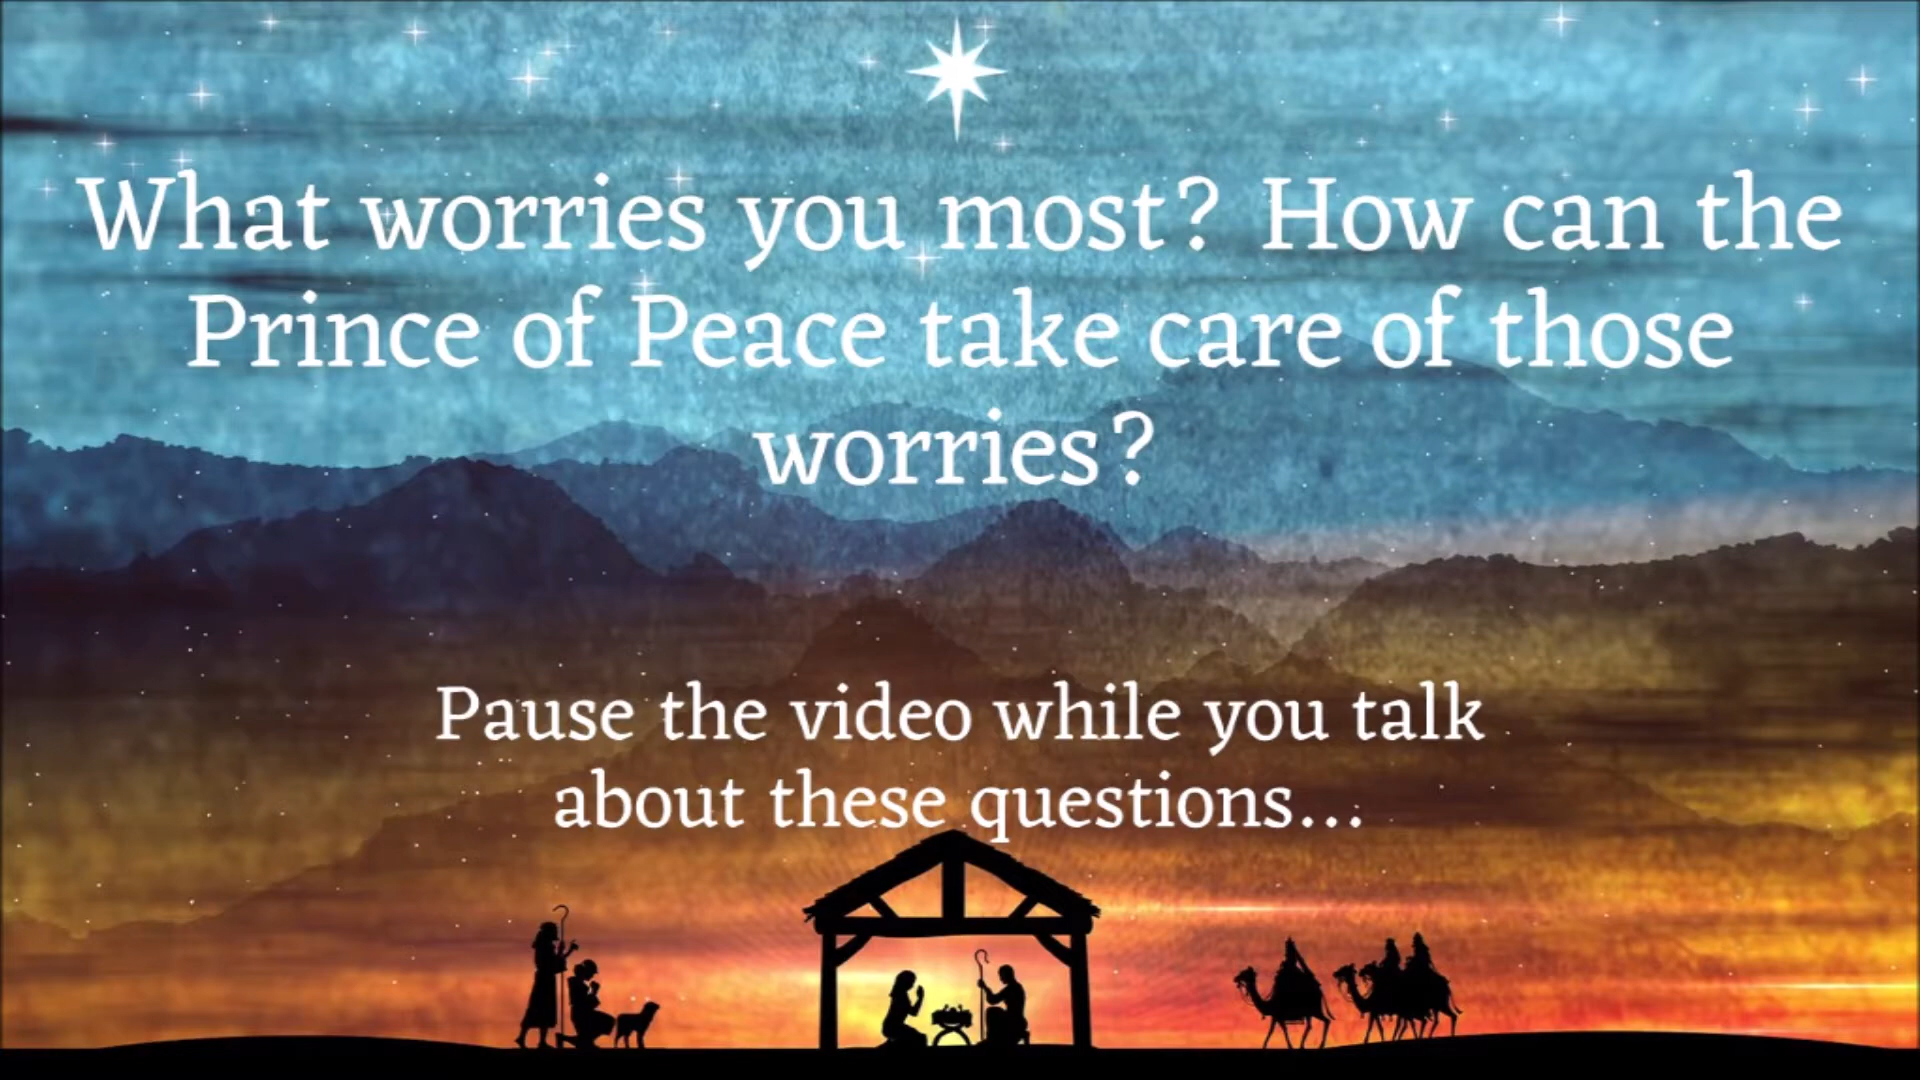 What worries you most? How can the
Prince of Peace take care of those
worries?
Pause the video while you talk
about these questions...